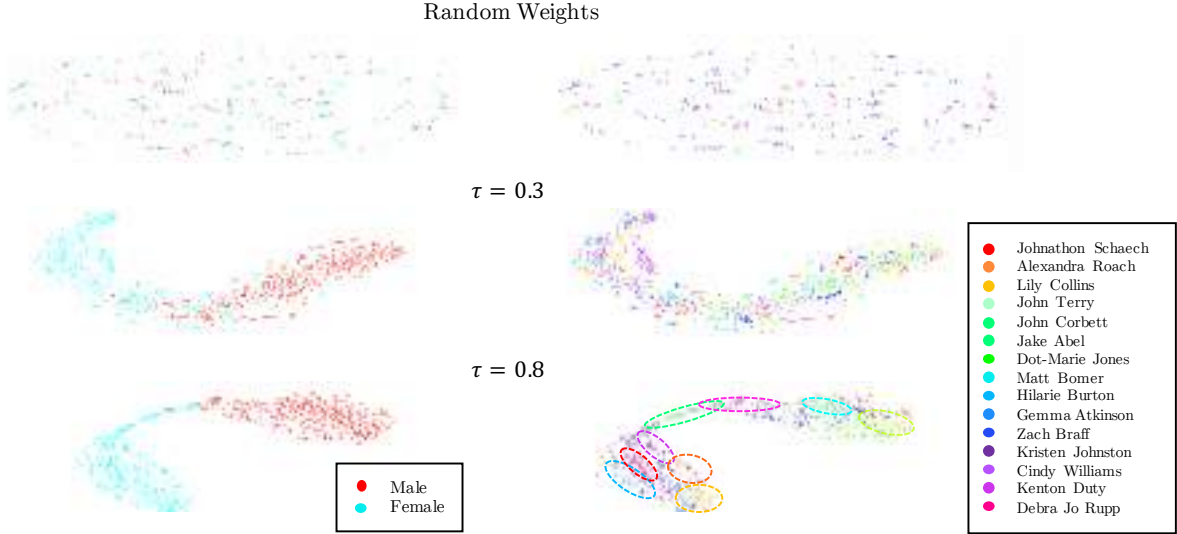 Random Weights
τ = 0.3
τ = 0.8
Male
Female
Johnathon Schaech
Alexandra Roach
Lily Collins
John Terry
John Corbett
Jake Abel
Dot-Marie Jones
Matt Bomer
Hilarie Burton
Gemma Atkinson
Zach Braff
Kristen Johnston
Cindy Williams
Kenton Duty
Debra Jo Rupp